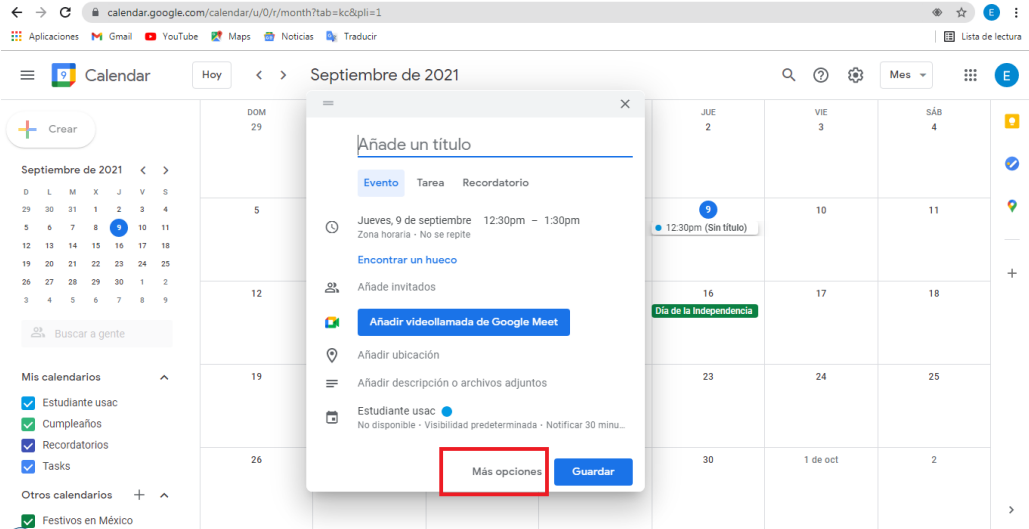 calendar.google.com/calendar/u/0/r/month?tab=kc&pli=1
E
Aplicaciones Gmail YouTube Maps Noticias Traducir
Lista de lectura
9 Calendar Hoy Septiembre de 2021 Mes E
Crear
Septiembre de 2021
D L M X J V S
29 30 31 1 2 3 4
5 6 7 8 9 10 11
12 13 14 15 16 17 18
19 20 21 22 23 24 25
26 27 28 29 30 1 2
3 4 5 6 7 8 9
Buscar a gente
Mis calendarios
Estudiante usac
Cumpleaños
Recordatorios
Tasks
Otros calendarios
Festivos en México
DOM JUE VIE SÁB
29 2 3 4
5 9 10 11
12:30pm (Sin título)
12 16 17 18
Día de la Independencia
19 23 24 25
26 30 1 de oct 2
Añade un título
Evento Tarea Recordatorio
Jueves, 9 de septiembre 12:30pm – 1:30pm
Zona horaria · No se repite
Encontrar un hueco
Añade invitados
Añadir videollamada de Google Meet
Añadir ubicación
Añadir descripción o archivos adjuntos
Estudiante usac
No disponible · Visibilidad predeterminada · Notificar 30 minu...
Más opciones Guardar